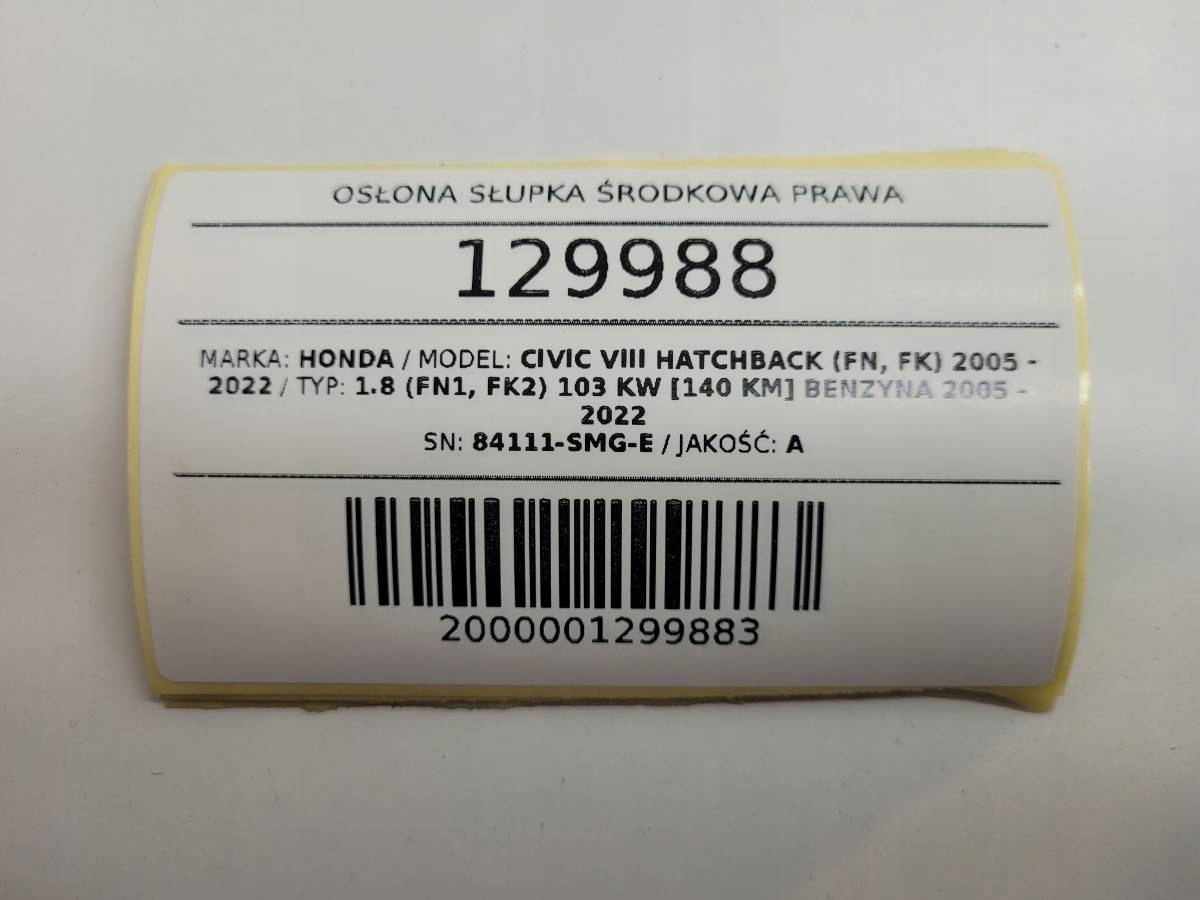 OSŁONA SŁUPKA ŚRODKOWA PRAWA
129988
MARKA: HONDA / MODEL: CIVIC VIII HATCHBACK (FN, FK) 2005 -
2022 / TYP: 1.8 (FN1, FK2) 103 KW [140 KM] BENZYNA 2005 -
2022
SN: 84111-SMG-E / JAKOŚĆ: A
2000001299883